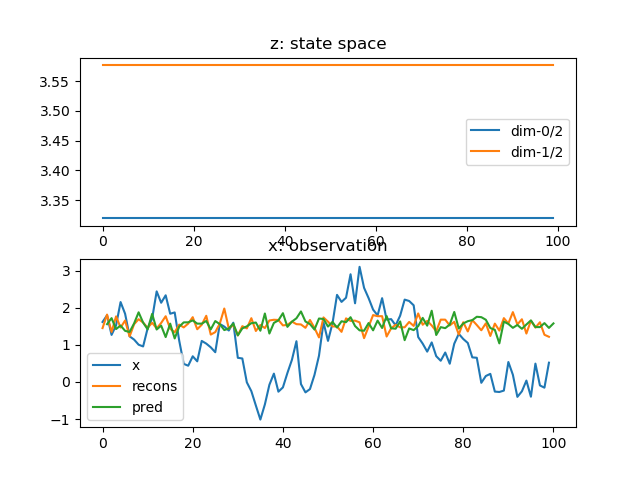 z: state space
3.55
3.50
3.45
3.40
3.35
dim-0/2
dim-1/2
0 20 40 60 80 100
x: observation
3
2
1
0
−1
x
recons
pred
0 20 40 60 80 100